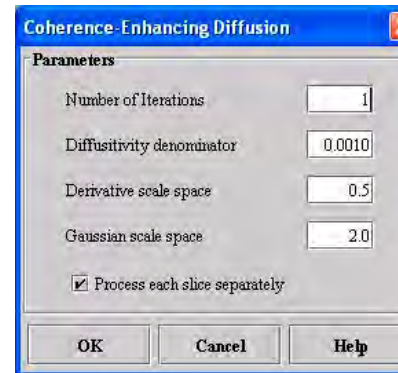 Coherence-Enhancing Diffusion
Parameters
Number of Iterations 1
Diffusitivity denominator 0.0010
Derivative scale space 0.5
Gaussian scale space 2.0
Process each slice separately
OK Cancel Help